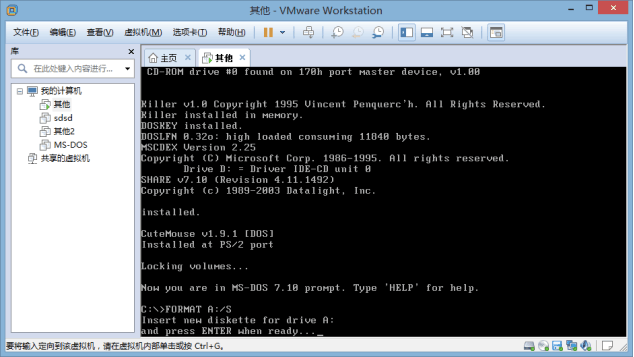 其他 - VMware Workstation
文件(F) 编辑(E) 查看(V) 虚拟机(M) 选项卡(T) 帮助(H)
库
在此处键入内容进行...
我的计算机
其他
sdsd
其他2
MS-DOS
共享的虚拟机
主页 其他
CD-ROM drive #0 found on 170h port master device, v1.00
Killer v1.0 Copyright 1995 Vincent Penquerc'h. All Rights Reserved.
Killer installed in memory.
DOSKEY installed.
DOSLFN 0.32o: high loaded consuming 11840 bytes.
MSCDEX Version 2.25
Copyright (C) Microsoft Corp. 1986-1995. All rights reserved.
Drive D: = Driver IDE-CD unit 0
SHARE v7.10 (Revision 4.11.1492)
Copyright (c) 1989-2003 Datalight, Inc.
installed.
CuteMouse v1.9.1 [DOS]
Installed at PS/2 port
Locking volumes...
Now you are in MS-DOS 7.10 prompt. Type 'HELP' for help.
C:\>FORMAT A:/S
Insert new diskette for drive A:
and press ENTER when ready..._
要将输入定向到该虚拟机，请在虚拟机内部单击或按 Ctrl+G。